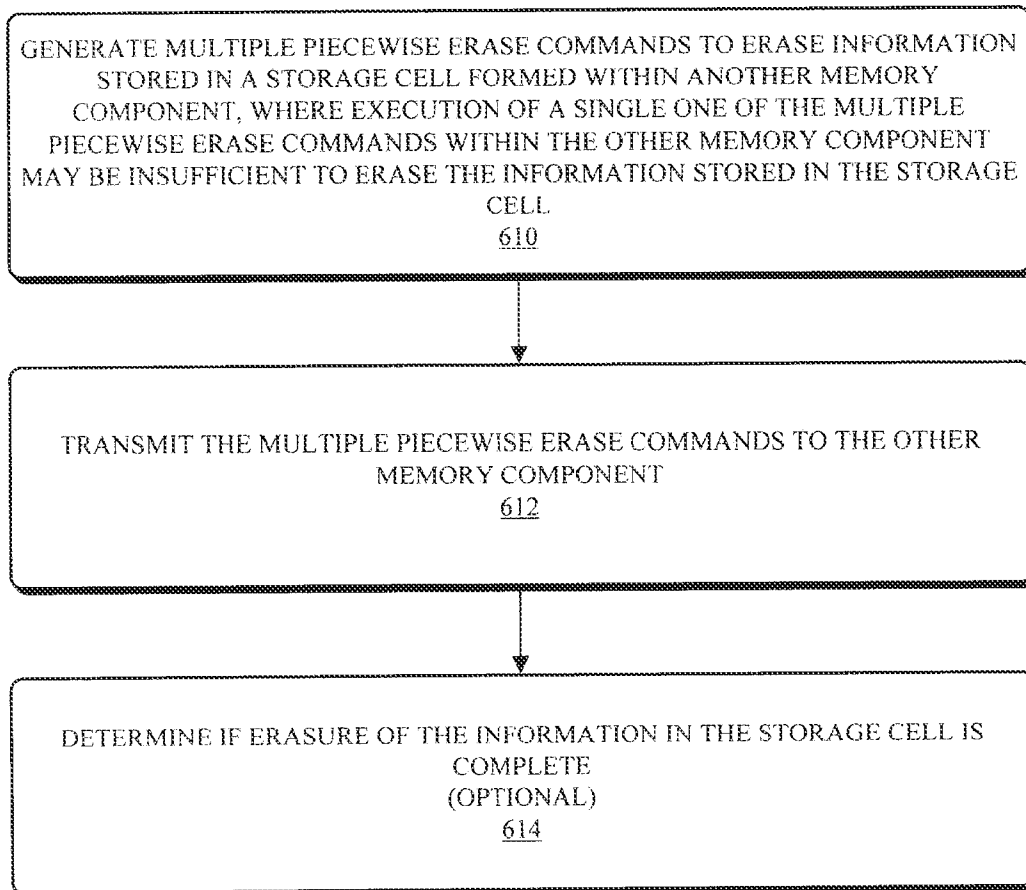 GENERATE MULTIPLE PIECEWISE ERASE COMMANDS TO ERASE INFORMATION
STORED IN A STORAGE CELL FORMED WITHIN ANOTHER MEMORY
COMPONENT, WHERE EXECUTION OF A SINGLE ONE OF THE MULTIPLE
PIECEWISE ERASE COMMANDS WITHIN THE OTHER MEMORY COMPONENT
MAY BE INSUFFICIENT TO ERASE THE INFORMATION STORED IN THE STORAGE
CELL
610
TRANSMIT THE MULTIPLE PIECEWISE ERASE COMMANDS TO THE OTHER
MEMORY COMPONENT
612
DETERMINE IF ERASURE OF THE INFORMATION IN THE STORAGE CELL IS
COMPLETE
(OPTIONAL)
614